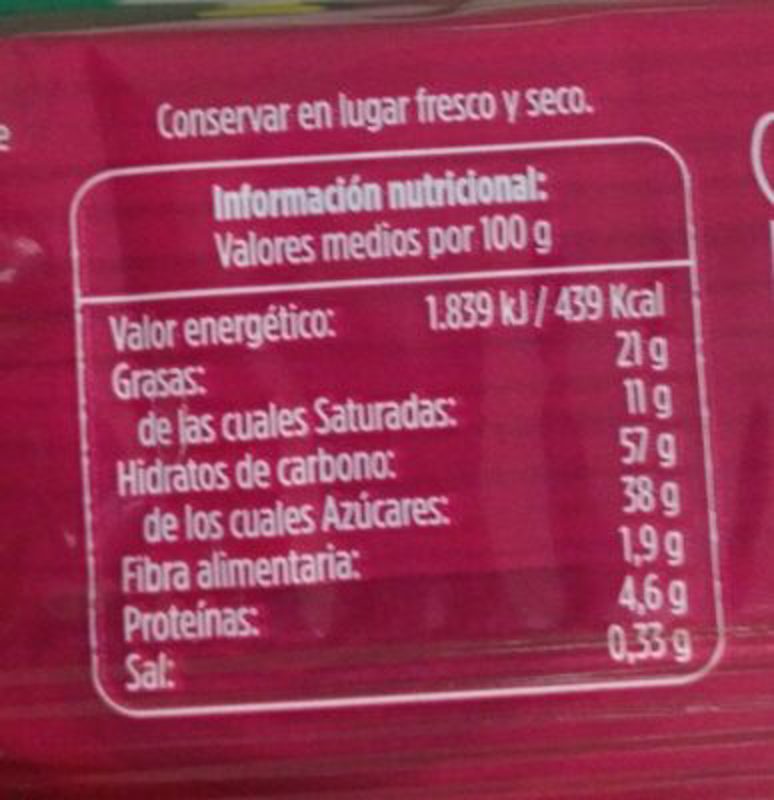 Conservar en lugar fresco y seco.
Información nutricional:
Valores medios por 100 g
Valor energético: 1.839 kJ / 439 Kcal
Grasas: 21 g
de las cuales Saturadas: 11 g
Hidratos de carbono: 57 g
de los cuales Azúcares: 38 g
Fibra alimentaria: 1,9 g
Proteínas: 4,6 g
Sal: 0,33 g